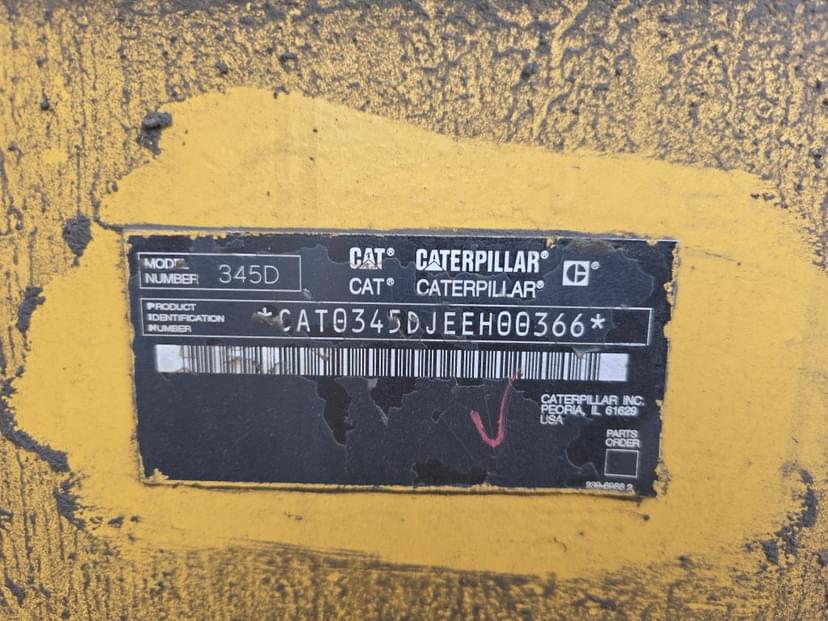 MODEL
NUMBER 345D
CAT® CATERPILLAR®
CAT® CATERPILLAR®
PRODUCT
IDENTIFICATION
NUMBER
*CAT0345DJEEH00366*
CATERPILLAR INC.
PEORIA, IL 61629
USA
PARTS
ORDER